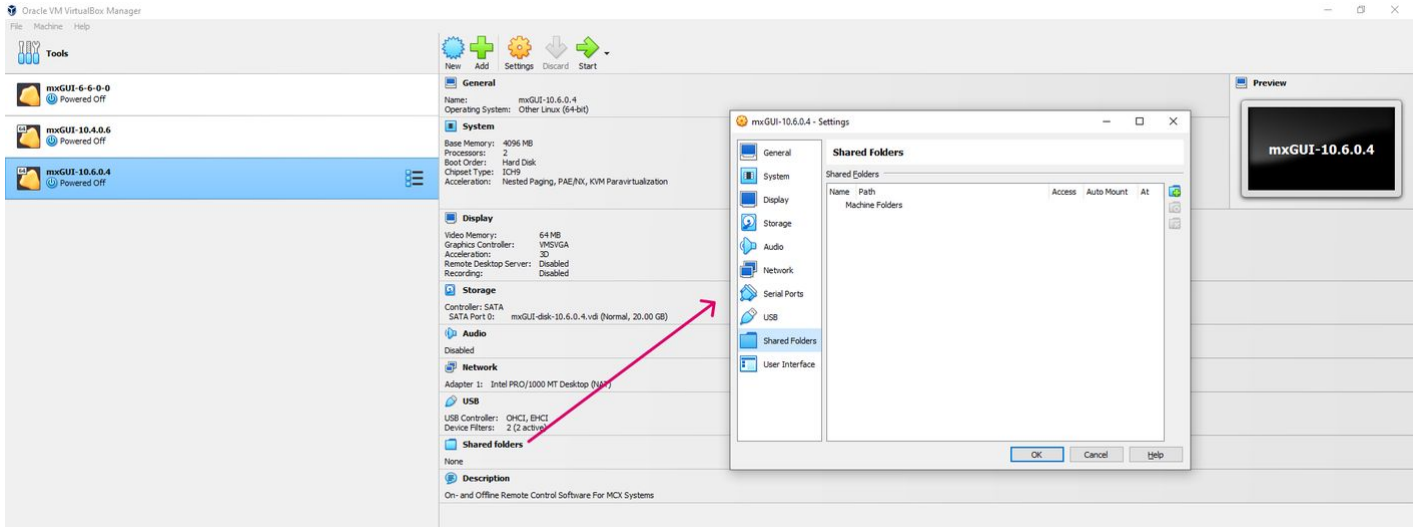 Oracle VM VirtualBox Manager
File Machine Help
Tools
mxGUI-6-6-0-0
Powered Off
64
mxGUI-10.4.0.6
Powered Off
64
mxGUI-10.6.0.4
Powered Off
New Add Settings Discard Start
General
Name: mxGUI-10.6.0.4
Operating System: Other Linux (64-bit)
System
Base Memory: 4096 MB
Processors: 2
Boot Order: Hard Disk
Chipset Type: ICH9
Acceleration: Nested Paging, PAE/NX, KVM Paravirtualization
Display
Video Memory: 64 MB
Graphics Controller: VMSVGA
Acceleration: 3D
Remote Desktop Server: Disabled
Recording: Disabled
Storage
Controller: SATA
SATA Port 0: mxGUI-disk-10.6.0.4.vdi (Normal, 20.00 GB)
Audio
Disabled
Network
Adapter 1: Intel PRO/1000 MT Desktop (NAT)
USB
USB Controller: OHCI, EHCI
Device Filters: 2 (2 active)
Shared folders
None
Description
On- and Offline Remote Control Software For MCX Systems
mxGUI-10.6.0.4 - Settings
General
System
Display
Storage
Audio
Network
Serial Ports
USB
Shared Folders
User Interface
Shared Folders
Shared Folders
Name Path Access Auto Mount At
Machine Folders
OK Cancel Help
Preview
mxGUI-10.6.0.4